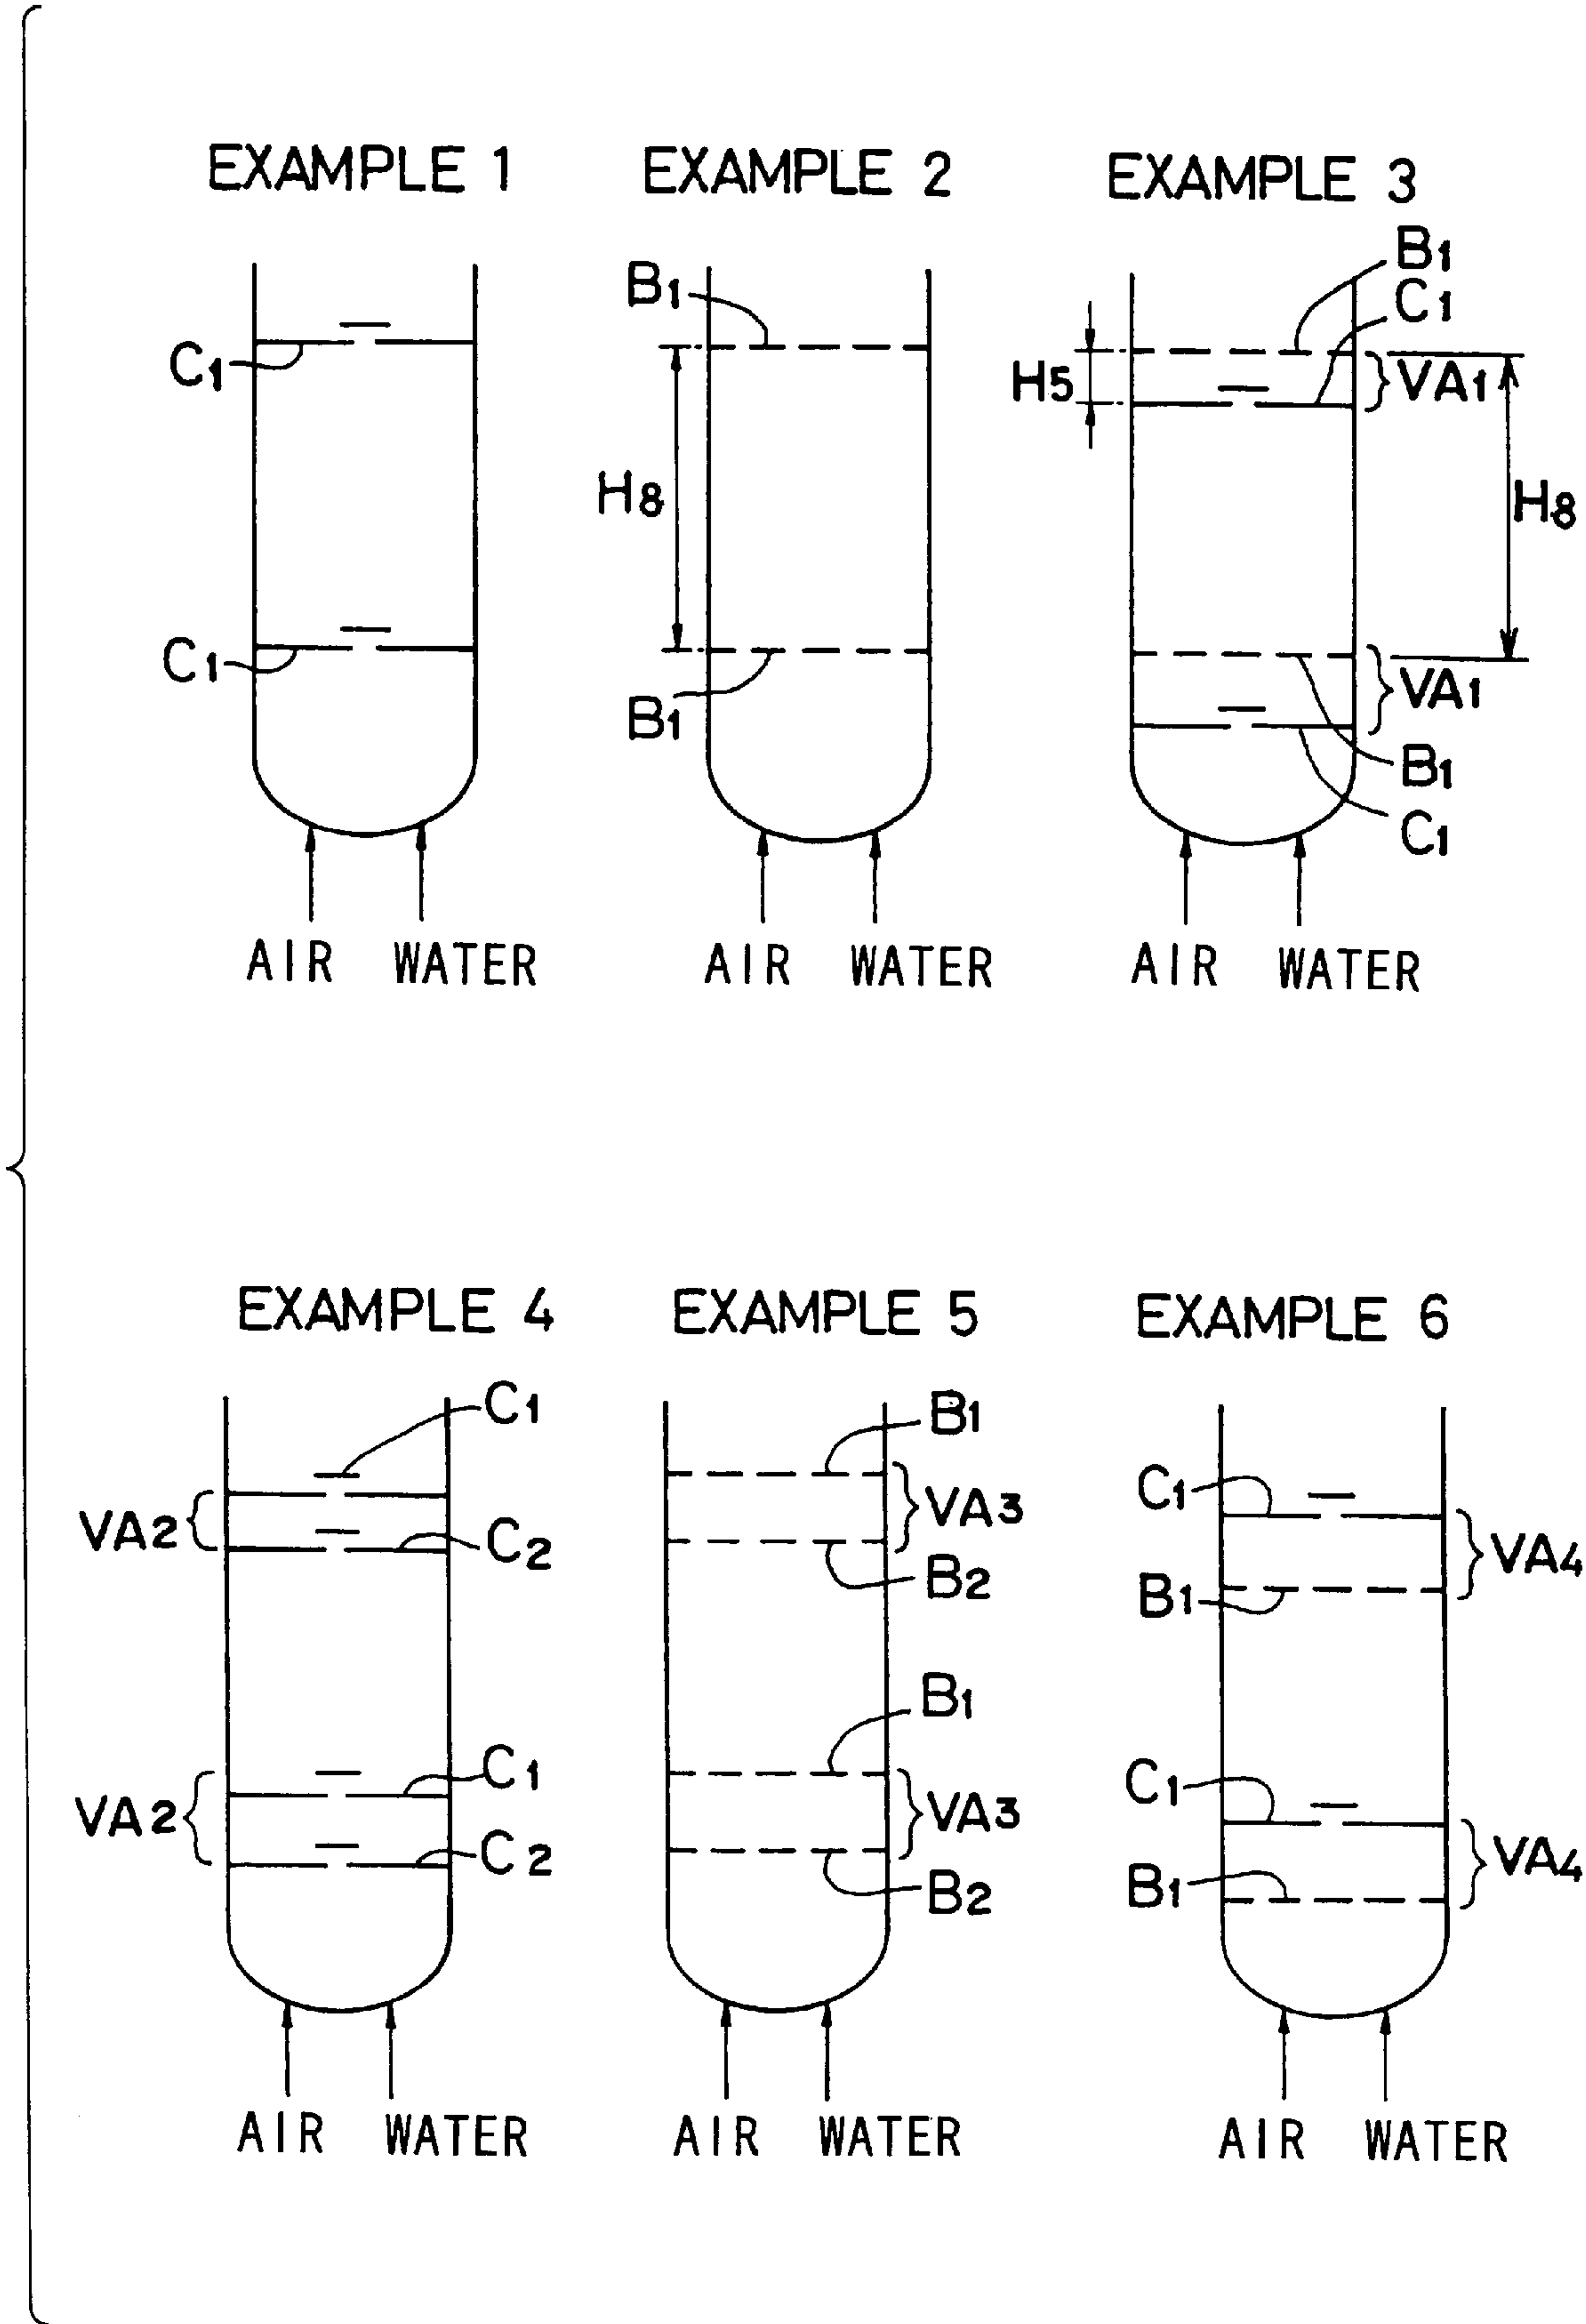 EXAMPLE 1
C1
C1
AIR WATER
EXAMPLE 2
B1
H8
B1
AIR WATER
EXAMPLE 3
B1
C1
H5
VA1
H8
VA1
B1
C1
AIR WATER
EXAMPLE 4
C1
VA2
C2
C1
VA2
C2
AIR WATER
EXAMPLE 5
B1
VA3
B2
B1
VA3
B2
AIR WATER
EXAMPLE 6
C1
VA4
B1
C1
VA4
B1
AIR WATER